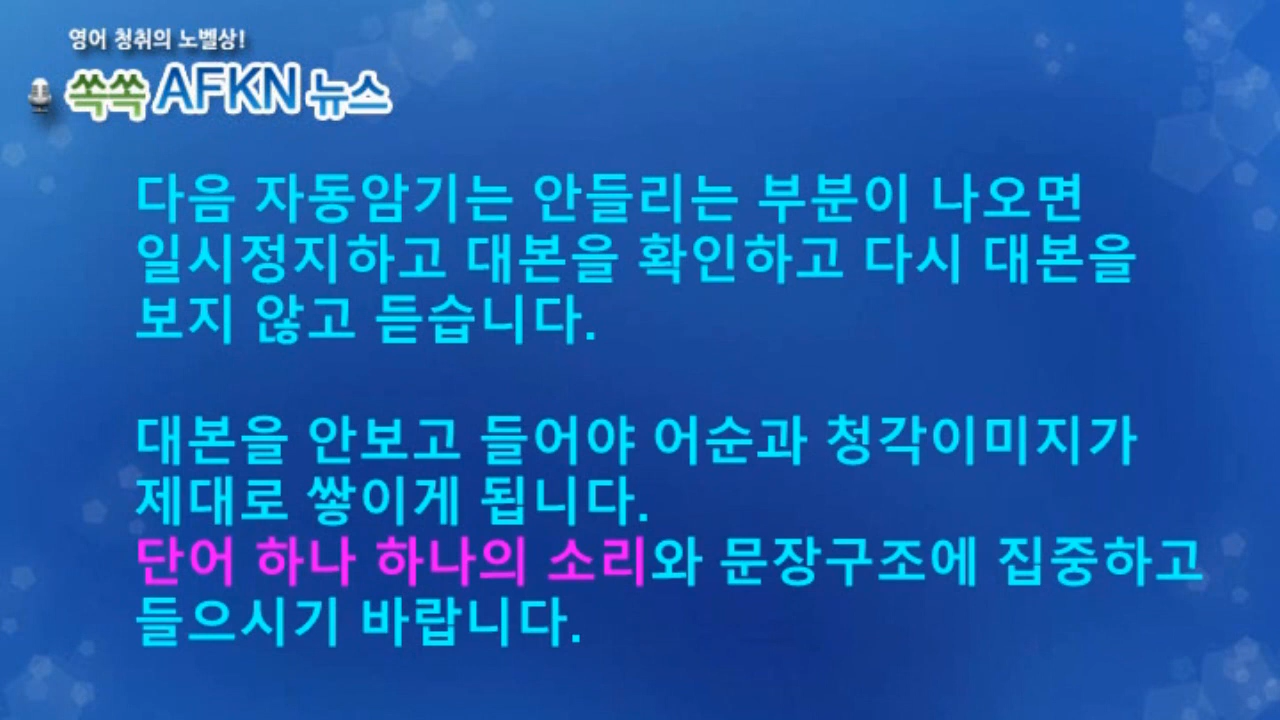 영어 청취의 노벨상!
쏙쏙 AFKN 뉴스
다음 자동암기는 안들리는 부분이 나오면
일시정지하고 대본을 확인하고 다시 대본을
보지 않고 듣습니다.
대본을 안보고 들어야 어순과 청각이미지가
제대로 쌓이게 됩니다.
단어 하나 하나의 소리와 문장구조에 집중하고
들으시기 바랍니다.